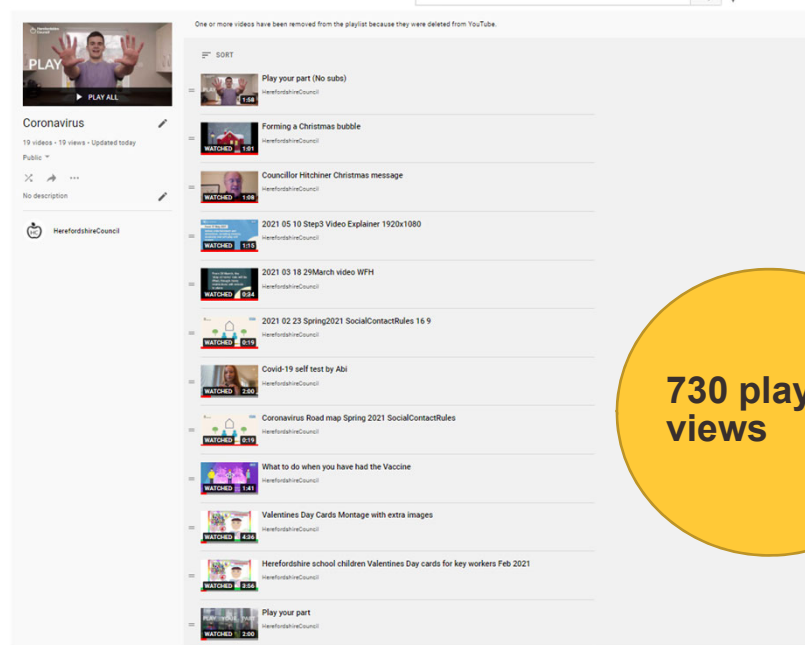 One or more videos have been removed from the playlist because they were deleted from YouTube.
PLAY
PLAY ALL
Coronavirus
19 videos • 19 views • Updated today
Public
No description
HC
HerefordshireCouncil
SORT
Play your part (No subs)
HerefordshireCouncil
1:58
Forming a Christmas bubble
HerefordshireCouncil
WATCHED 1:01
Councillor Hitchiner Christmas message
HerefordshireCouncil
WATCHED 1:08
2021 05 10 Step3 Video Explainer 1920x1080
HerefordshireCouncil
WATCHED 1:15
2021 03 18 29March video WFH
HerefordshireCouncil
WATCHED 0:34
2021 02 23 Spring2021 SocialContactRules 16 9
HerefordshireCouncil
WATCHED 0:19
Covid-19 self test by Abi
HerefordshireCouncil
WATCHED 2:00
Coronavirus Road map Spring 2021 SocialContactRules
HerefordshireCouncil
WATCHED 0:19
What to do when you have had the Vaccine
HerefordshireCouncil
WATCHED 1:41
Valentines Day Cards Montage with extra images
HerefordshireCouncil
WATCHED 4:36
Herefordshire school children Valentines Day cards for key workers Feb 2021
HerefordshireCouncil
WATCHED 2:56
Play your part
HerefordshireCouncil
PLAY YOUR PART
WATCHED 2:00
730 play
views